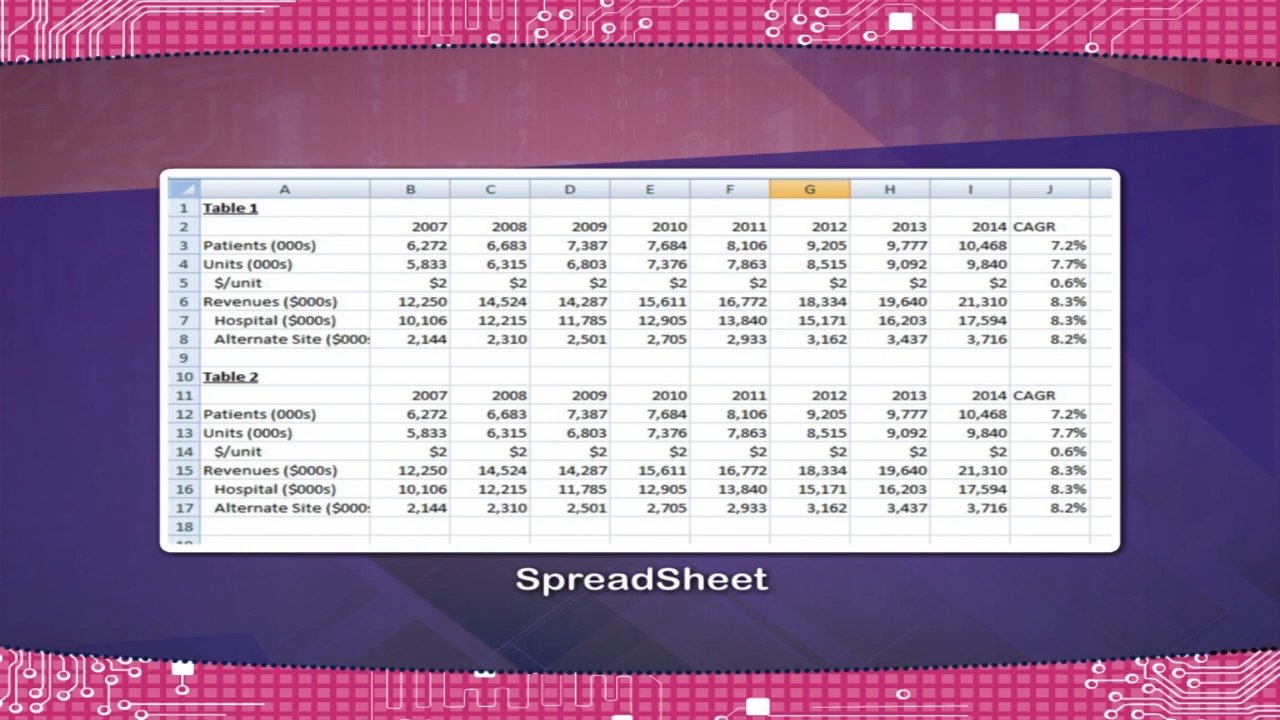 A B C D E F G H I J
1 Table 1
2 2007 2008 2009 2010 2011 2012 2013 2014 CAGR
3 Patients (000s) 6,272 6,683 7,387 7,684 8,106 9,205 9,777 10,468 7.2%
4 Units (000s) 5,833 6,315 6,803 7,376 7,863 8,515 9,092 9,840 7.7%
5 $/unit $2 $2 $2 $2 $2 $2 $2 $2 0.6%
6 Revenues ($000s) 12,250 14,524 14,287 15,611 16,772 18,334 19,640 21,310 8.3%
7 Hospital ($000s) 10,106 12,215 11,785 12,905 13,840 15,171 16,203 17,594 8.3%
8 Alternate Site ($000s 2,144 2,310 2,501 2,705 2,933 3,162 3,437 3,716 8.2%
9
10 Table 2
11 2007 2008 2009 2010 2011 2012 2013 2014 CAGR
12 Patients (000s) 6,272 6,683 7,387 7,684 8,106 9,205 9,777 10,468 7.2%
13 Units (000s) 5,833 6,315 6,803 7,376 7,863 8,515 9,092 9,840 7.7%
14 $/unit $2 $2 $2 $2 $2 $2 $2 $2 0.6%
15 Revenues ($000s) 12,250 14,524 14,287 15,611 16,772 18,334 19,640 21,310 8.3%
16 Hospital ($000s) 10,106 12,215 11,785 12,905 13,840 15,171 16,203 17,594 8.3%
17 Alternate Site ($000s 2,144 2,310 2,501 2,705 2,933 3,162 3,437 3,716 8.2%
18
SpreadSheet